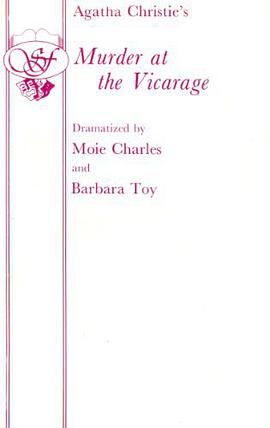 Agatha Christie's
Murder at
the Vicarage
Dramatized by
Moie Charles
and
Barbara Toy